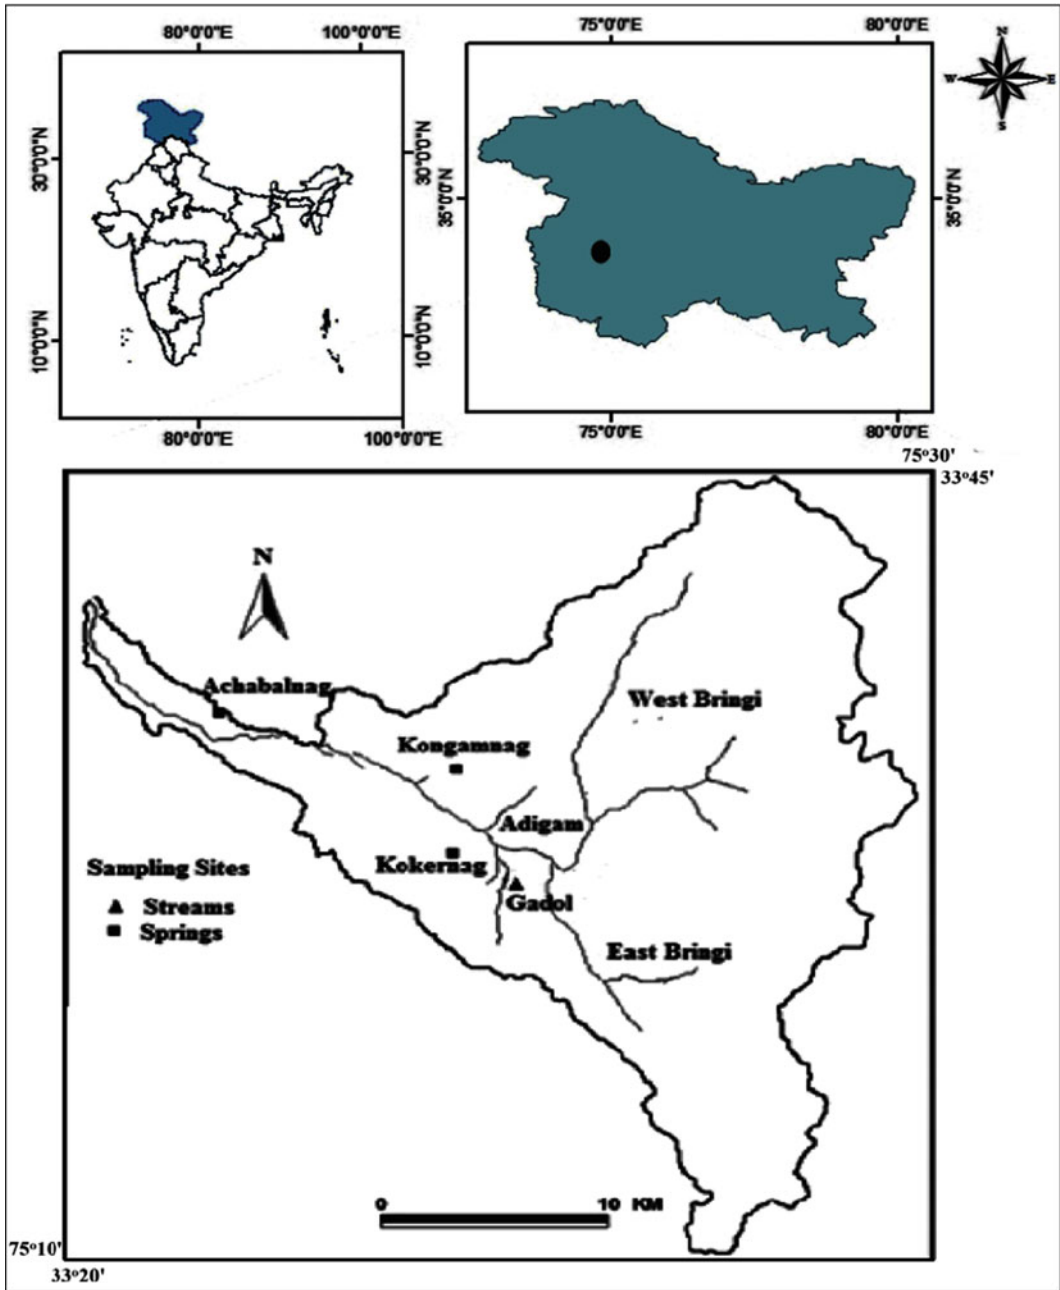 80°0'0"E 100°0'0"E
75°0'0"E 80°0'0"E
N
W E
S
30°0'0"N 30°0'0"N
35°0'0"N 35°0'0"N
10°0'0"N 10°0'0"N
80°0'0"E 100°0'0"E
75°0'0"E 80°0'0"E
75°30'
33°45'
N
Achabalnag
West Bringi
Kongamnag
Adigam
Kokernag
Gadol
Sampling Sites
Streams
Springs
East Bringi
0 10 KM
75°10'
33°20'